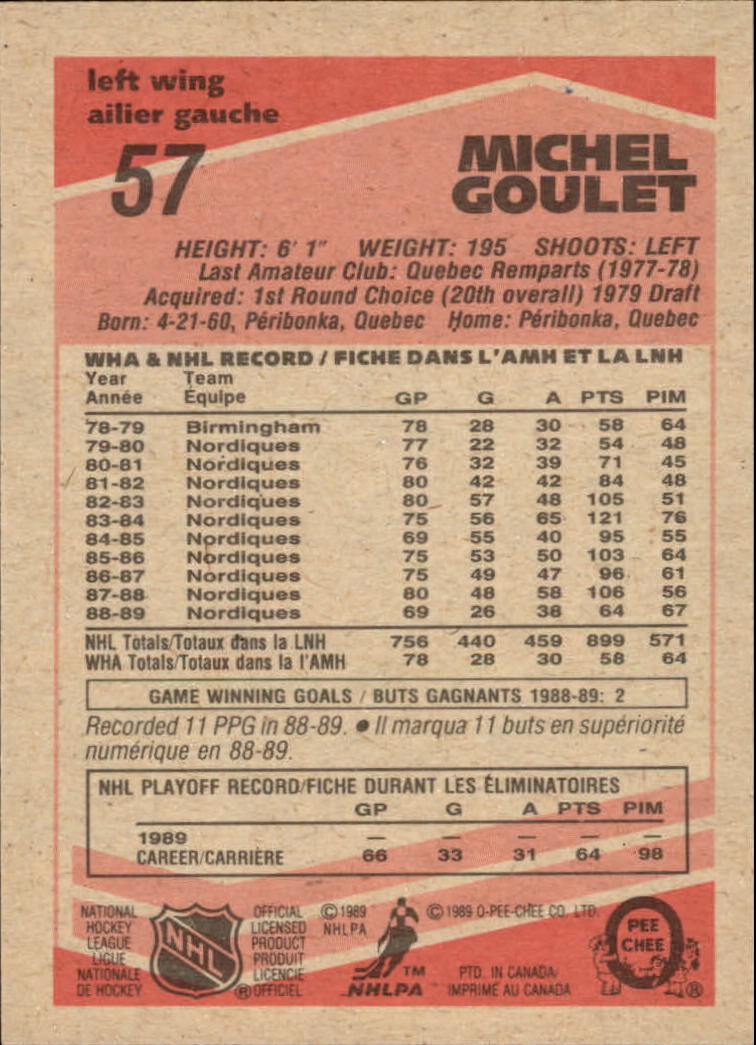 left wing
ailier gauche
57
MICHEL
GOULET
HEIGHT: 6' 1" WEIGHT: 195 SHOOTS: LEFT
Last Amateur Club: Quebec Remparts (1977-78)
Acquired: 1st Round Choice (20th overall) 1979 Draft
Born: 4-21-60, Péribonka, Quebec Home: Péribonka, Quebec
WHA & NHL RECORD / FICHE DANS L'AMH ET LA LNH
Year Team
Année Équipe GP G A PTS PIM
78-79 Birmingham 78 28 30 58 64
79-80 Nordiques 77 22 32 54 48
80-81 Nordiques 76 32 39 71 45
81-82 Nordiques 80 42 42 84 48
82-83 Nordiques 80 57 48 105 51
83-84 Nordiques 75 56 65 121 76
84-85 Nordiques 69 55 40 95 55
85-86 Nordiques 75 53 50 103 64
86-87 Nordiques 75 49 47 96 61
87-88 Nordiques 80 48 58 106 56
88-89 Nordiques 69 26 38 64 67
NHL Totals/Totaux dans la LNH 756 440 459 899 571
WHA Totals/Totaux dans la l'AMH 78 28 30 58 64
GAME WINNING GOALS / BUTS GAGNANTS 1988-89: 2
Recorded 11 PPG in 88-89. ● Il marqua 11 buts en supériorité
numérique en 88-89.
NHL PLAYOFF RECORD/FICHE DURANT LES ÉLIMINATOIRES
GP G A PTS PIM
1989 — — — — —
CAREER/CARRIÈRE 66 33 31 64 98
NATIONAL
HOCKEY
LEAGUE
LIGUE
NATIONALE
DE HOCKEY
NHL
OFFICIAL
LICENSED
PRODUCT
PRODUIT
LICENCIE
® OFFICIEL
© 1989
NHLPA
TM
NHLPA
© 1989 O-PEE-CHEE CO. LTD.
PTD. IN CANADA
IMPRIMÉ AU CANADA
O
PEE
CHEE
®